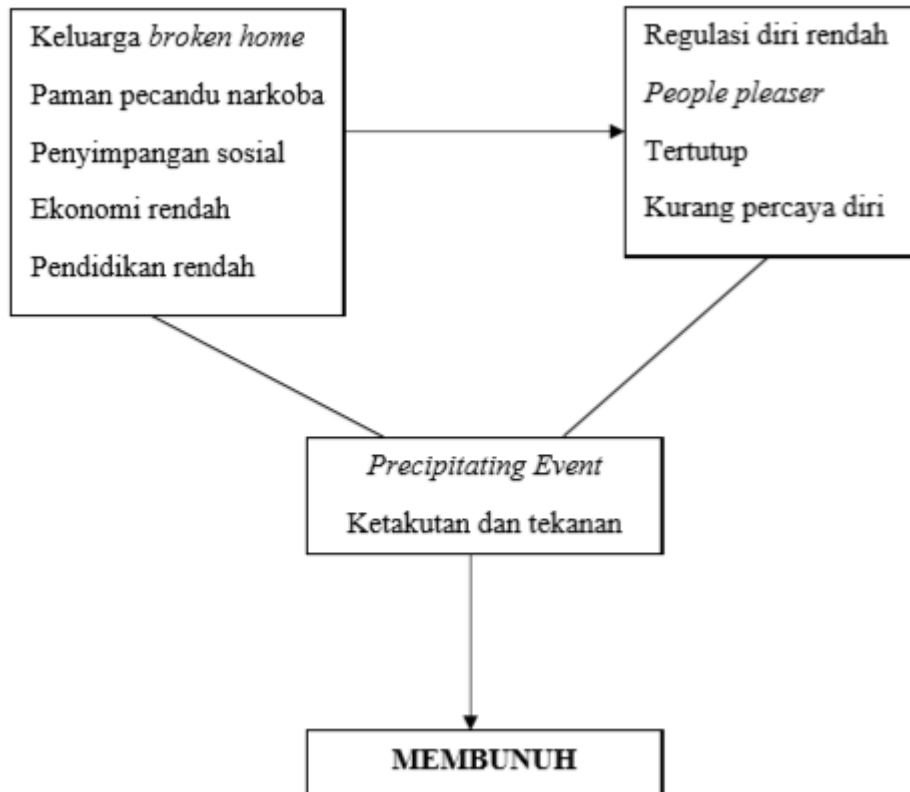 Keluarga broken home
Paman pecandu narkoba
Penyimpangan sosial
Ekonomi rendah
Pendidikan rendah
Regulasi diri rendah
People pleaser
Tertutup
Kurang percaya diri
Precipitating Event
Ketakutan dan tekanan
MEMBUNUH